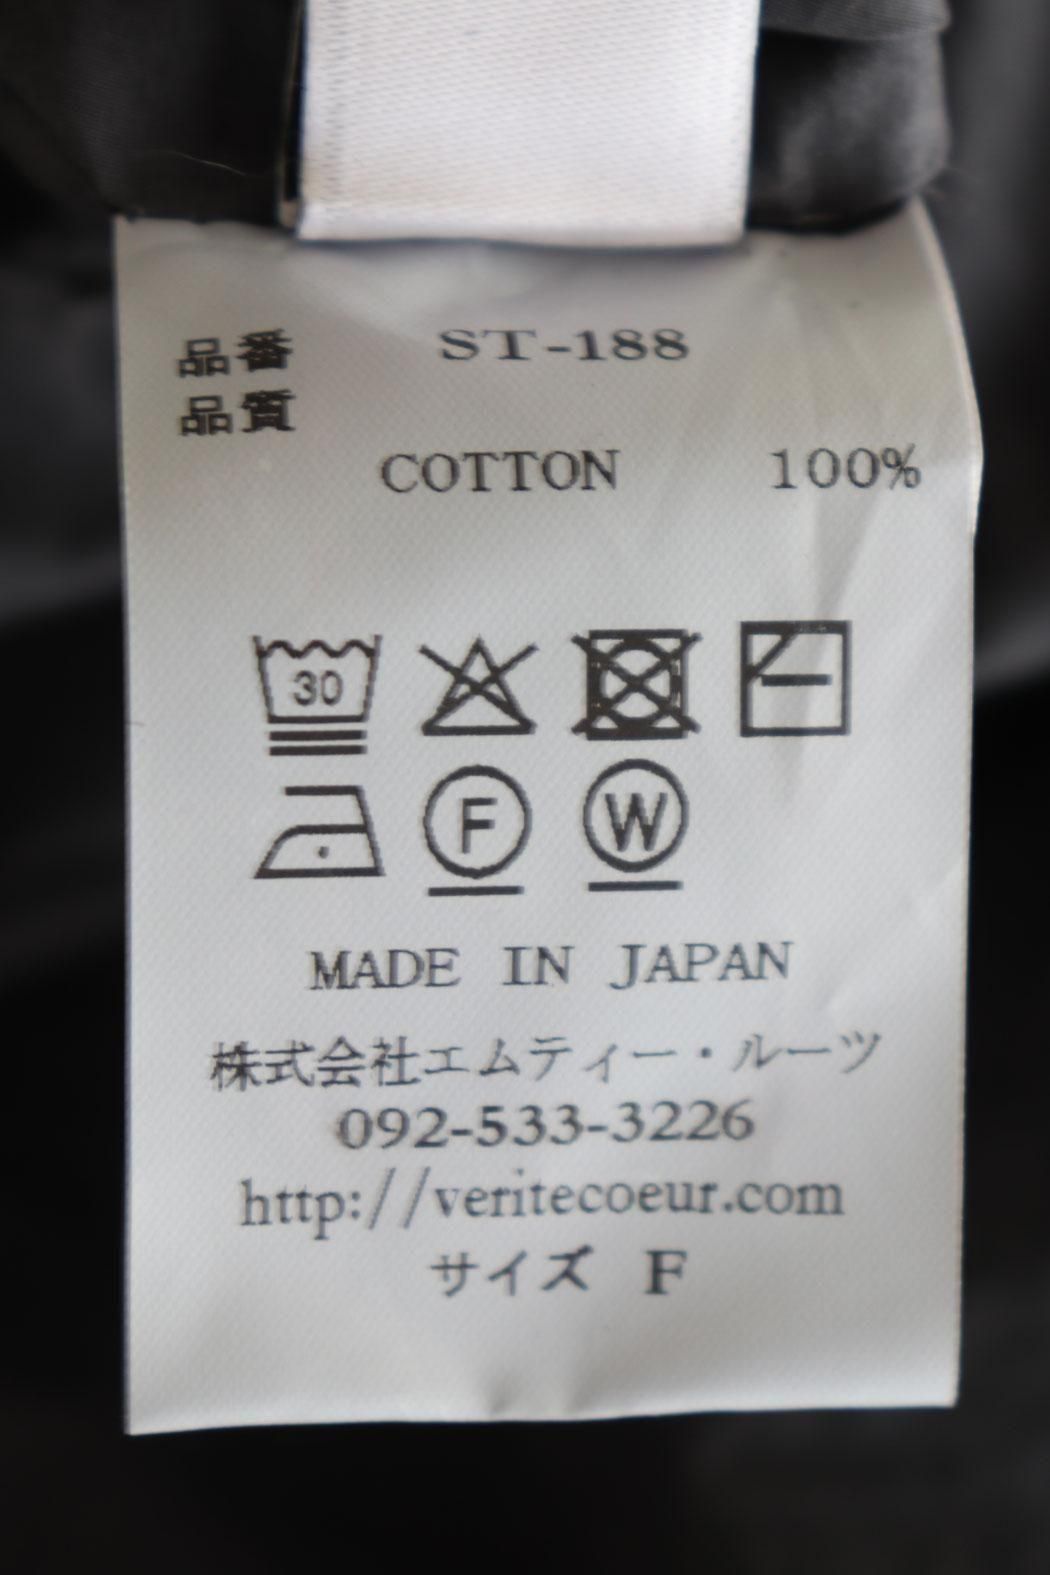 品番 ST-188
品質
COTTON 100%
30
F W
MADE IN JAPAN
株式会社エムティー・ルーツ
092-533-3226
http://veritecoeur.com
サイズ F